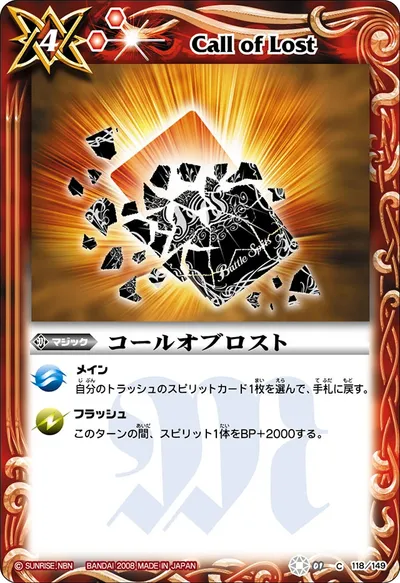 4
Call of Lost
Battle Spirits
マジック
コールオブロスト
メイン
自分のトラッシュのスピリットカード1枚を選んで、手札に戻す。
フラッシュ
このターンの間、スピリット1体をBP+2000する。
© SUNRISE.NBN BANDAI 2008 MADE IN JAPAN 01 C 118/149